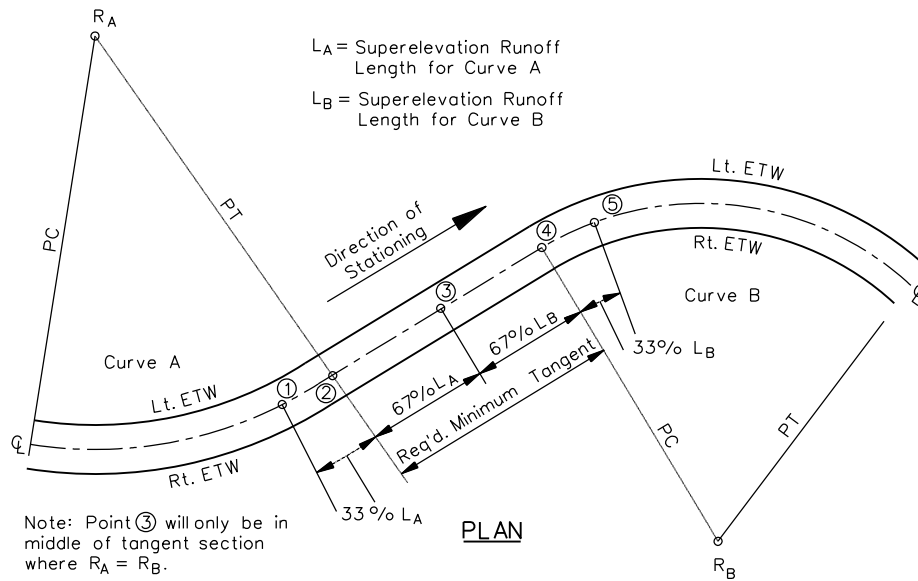 R_A
L_A = Superelevation Runoff
Length for Curve A
L_B = Superelevation Runoff
Length for Curve B
PC
PT
Direction of
Stationing
Lt. ETW
Rt. ETW
Curve B
℄
Curve A
Lt. ETW
℄
Rt. ETW
①
②
③
④
⑤
67% L_A
67% L_B
33% L_B
Req'd. Minimum Tangent
33% L_A
PC
PT
Note: Point ③ will only be in
middle of tangent section
where R_A = R_B.
PLAN
R_B